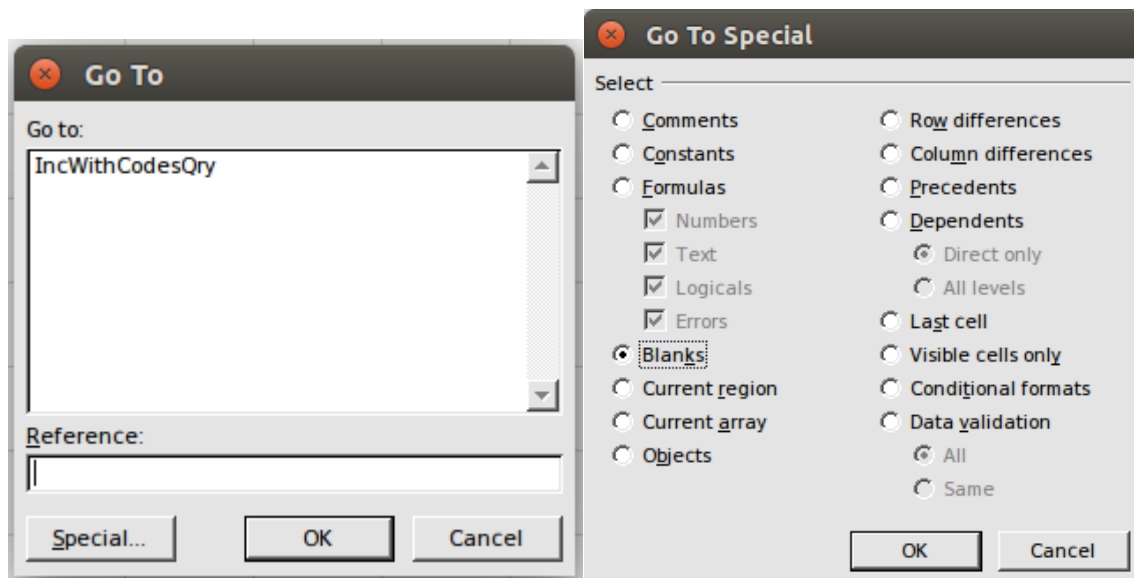 Go To
Go to:
IncWithCodesQry
Reference:
Special...
OK
Cancel
Go To Special
Select
Comments
Constants
Formulas
Numbers
Text
Logicals
Errors
Blanks
Current region
Current array
Objects
Row differences
Column differences
Precedents
Dependents
Direct only
All levels
Last cell
Visible cells only
Conditional formats
Data validation
All
Same
OK
Cancel